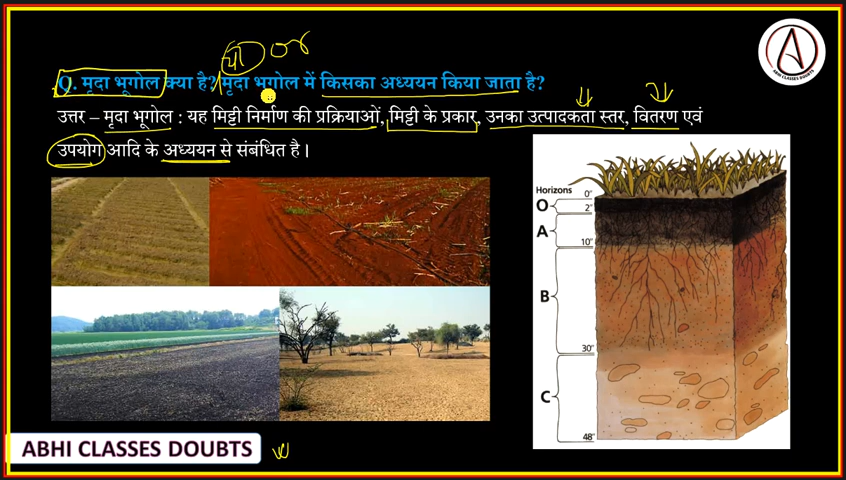 या or
Q. मृदा भूगोल क्या है? मृदा भूगोल में किसका अध्ययन किया जाता है?
उत्तर – मृदा भूगोल : यह मिट्टी निर्माण की प्रक्रियाओं, मिट्टी के प्रकार, उनका उत्पादकता स्तर, वितरण एवं
उपयोग आदि के अध्ययन से संबंधित है।
A
ABHI CLASSES DOUBTS
Horizons 0"
O 2"
A
10"
B
30"
C
48"
ABHI CLASSES DOUBTS